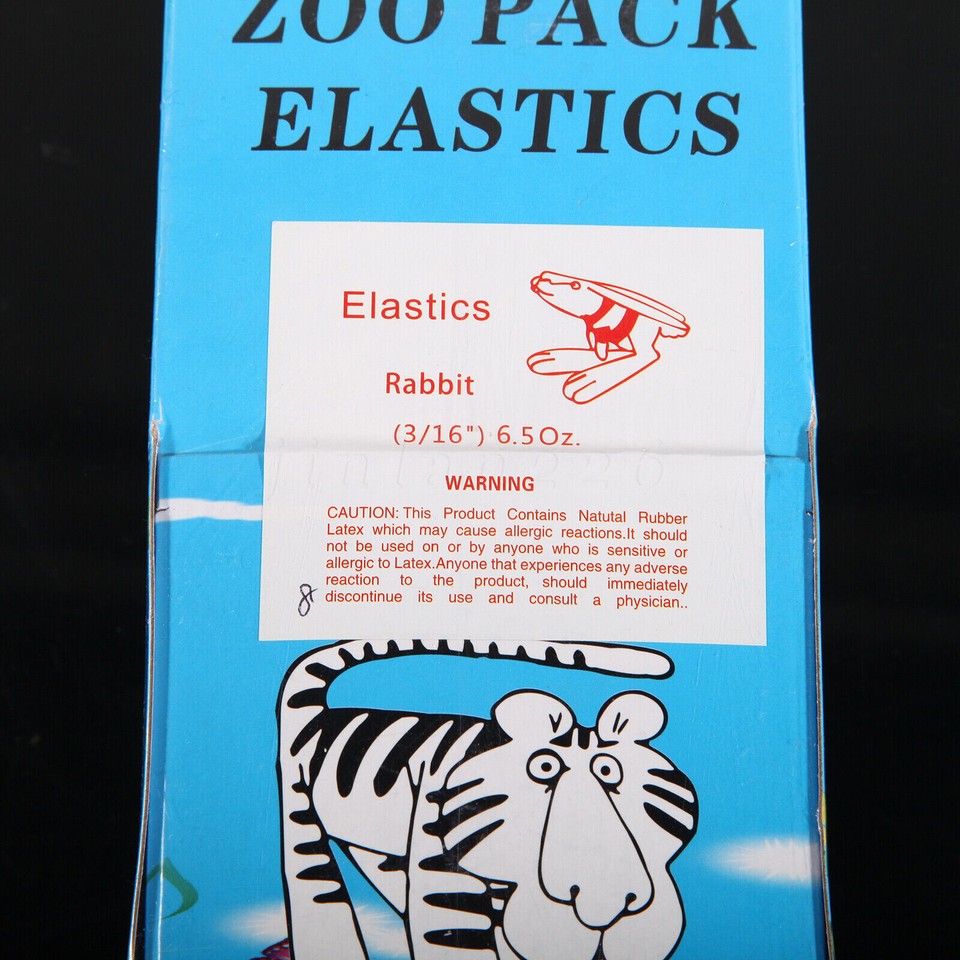 ZOO PACK
ELASTICS
Elastics
Rabbit
(3/16") 6.5Oz.
jinlan226
WARNING
CAUTION: This Product Contains Natutal Rubber
Latex which may cause allergic reactions.It should
not be used on or by anyone who is sensitive or
allergic to Latex.Anyone that experiences any adverse
reaction to the product, should immediately
discontinue its use and consult a physician..
8